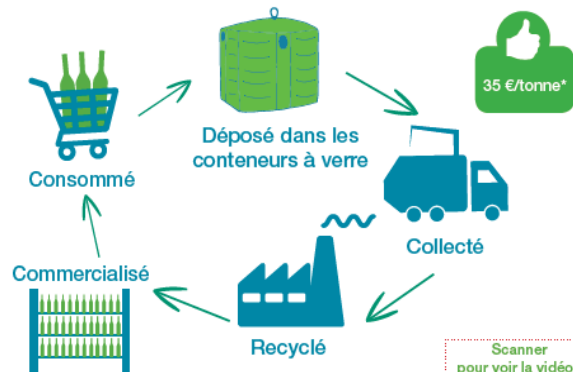 35 €/tonne*
Déposé dans les
conteneurs à verre
Consommé
Collecté
Commercialisé
Recyclé
Scanner
pour voir la vidéo